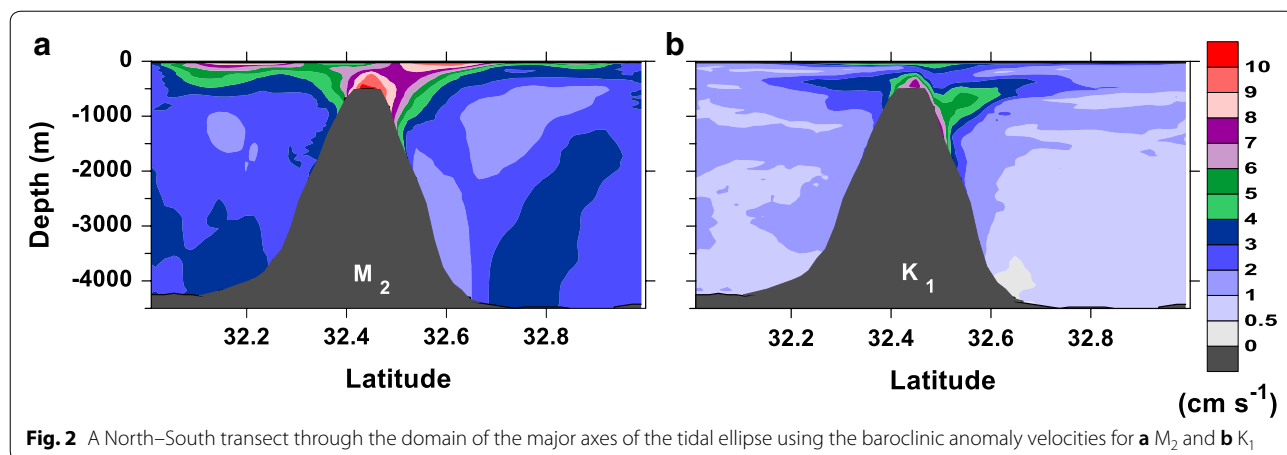 a
b
0
-1000
-2000
-3000
-4000
Depth (m)
M2
K1
32.2 32.4 32.6 32.8
32.2 32.4 32.6 32.8
Latitude
Latitude
10
9
8
7
6
5
4
3
2
1
0.5
0
(cm s-1)
Fig. 2 A North–South transect through the domain of the major axes of the tidal ellipse using the baroclinic anomaly velocities for a M2 and b K1